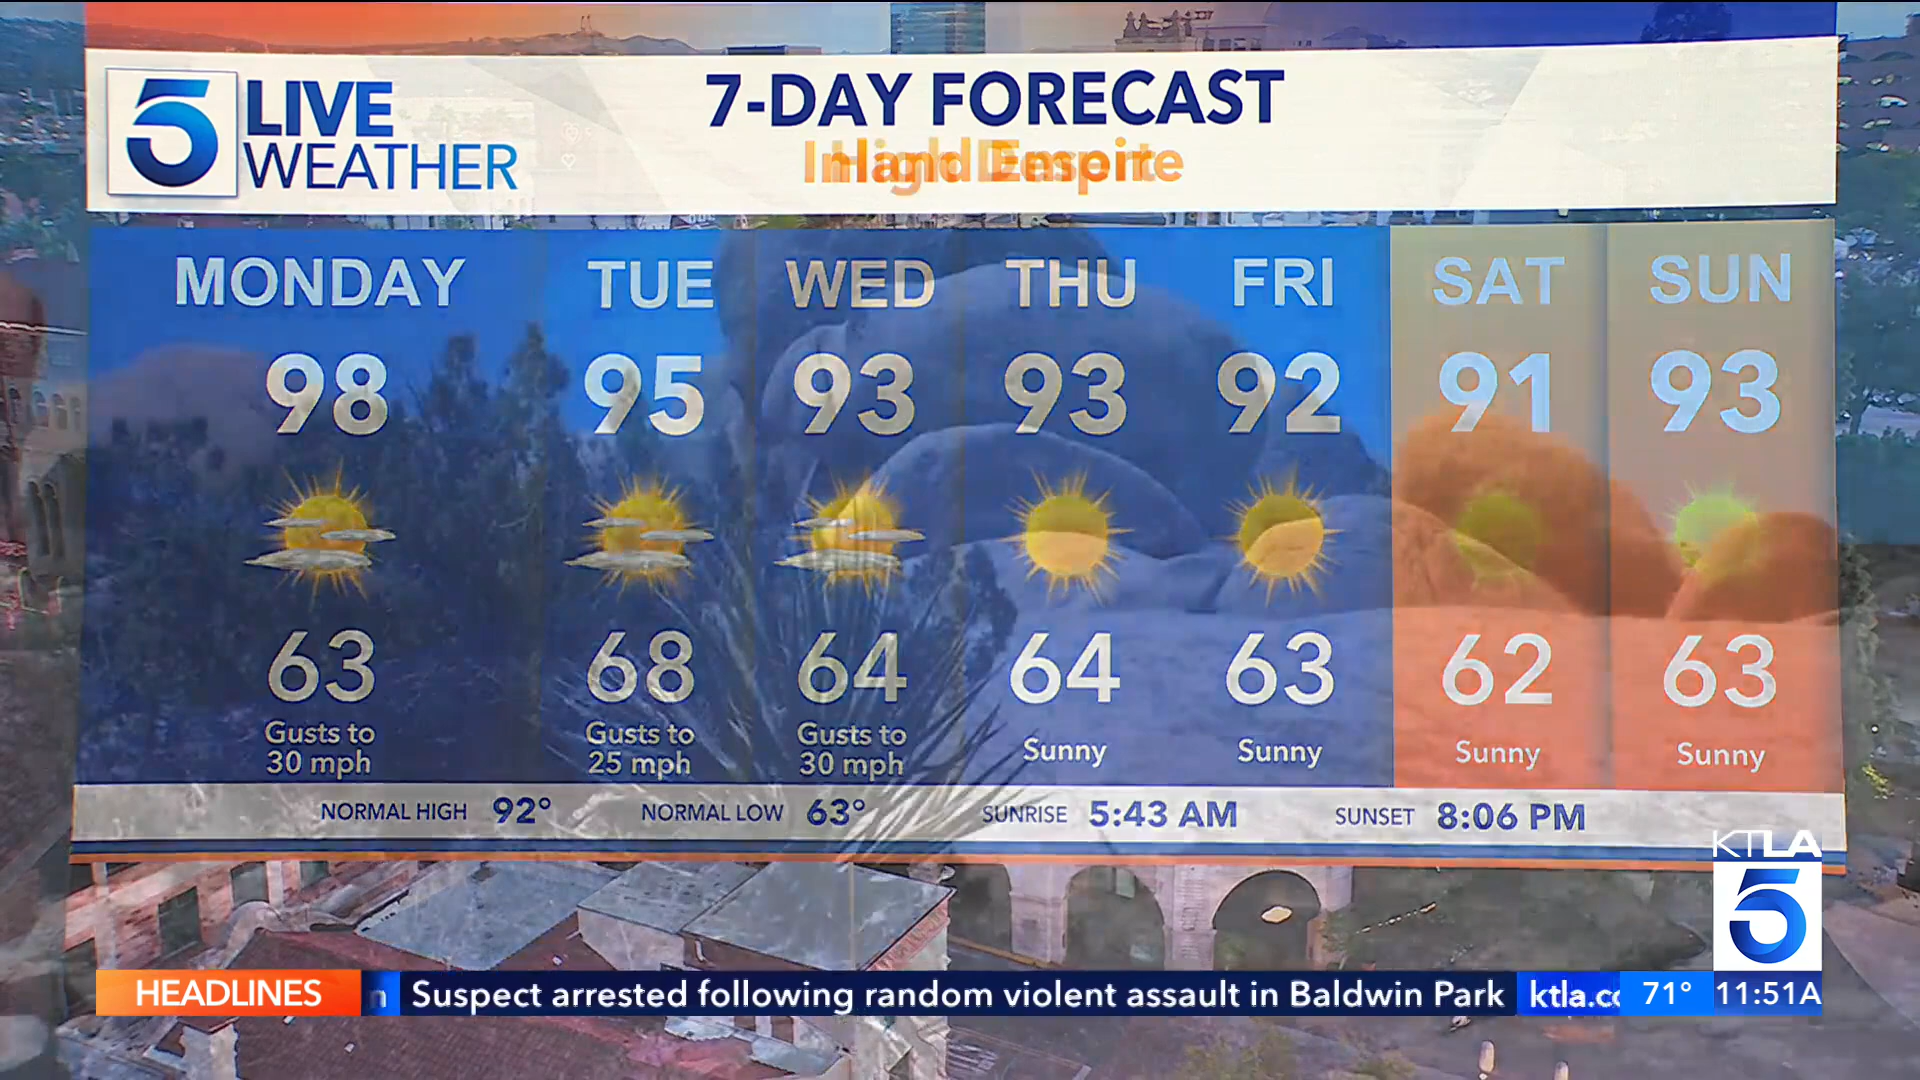 5 LIVE
WEATHER
7-DAY FORECAST
MONDAY TUE WED THU FRI SAT SUN
98 95 93 93 92 91 93
63 68 64 64 63 62 63
Gusts to Gusts to Gusts to
30 mph 25 mph 30 mph Sunny Sunny Sunny Sunny
NORMAL HIGH 92° NORMAL LOW 63° SUNRISE 5:43 AM SUNSET 8:06 PM
KTLA
5
HEADLINES n Suspect arrested following random violent assault in Baldwin Park ktla.co 71° 11:51A